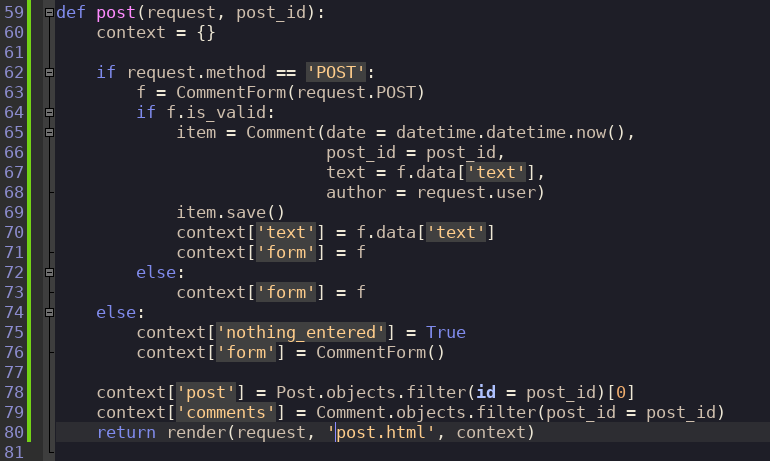 59 def post(request, post_id):
60     context = {}
61
62     if request.method == 'POST':
63         f = CommentForm(request.POST)
64         if f.is_valid:
65             item = Comment(date = datetime.datetime.now(),
66                            post_id = post_id,
67                            text = f.data['text'],
68                            author = request.user)
69             item.save()
70             context['text'] = f.data['text']
71             context['form'] = f
72         else:
73             context['form'] = f
74     else:
75         context['nothing_entered'] = True
76         context['form'] = CommentForm()
77
78     context['post'] = Post.objects.filter(id = post_id)[0]
79     context['comments'] = Comment.objects.filter(post_id = post_id)
80     return render(request, 'post.html', context)
81